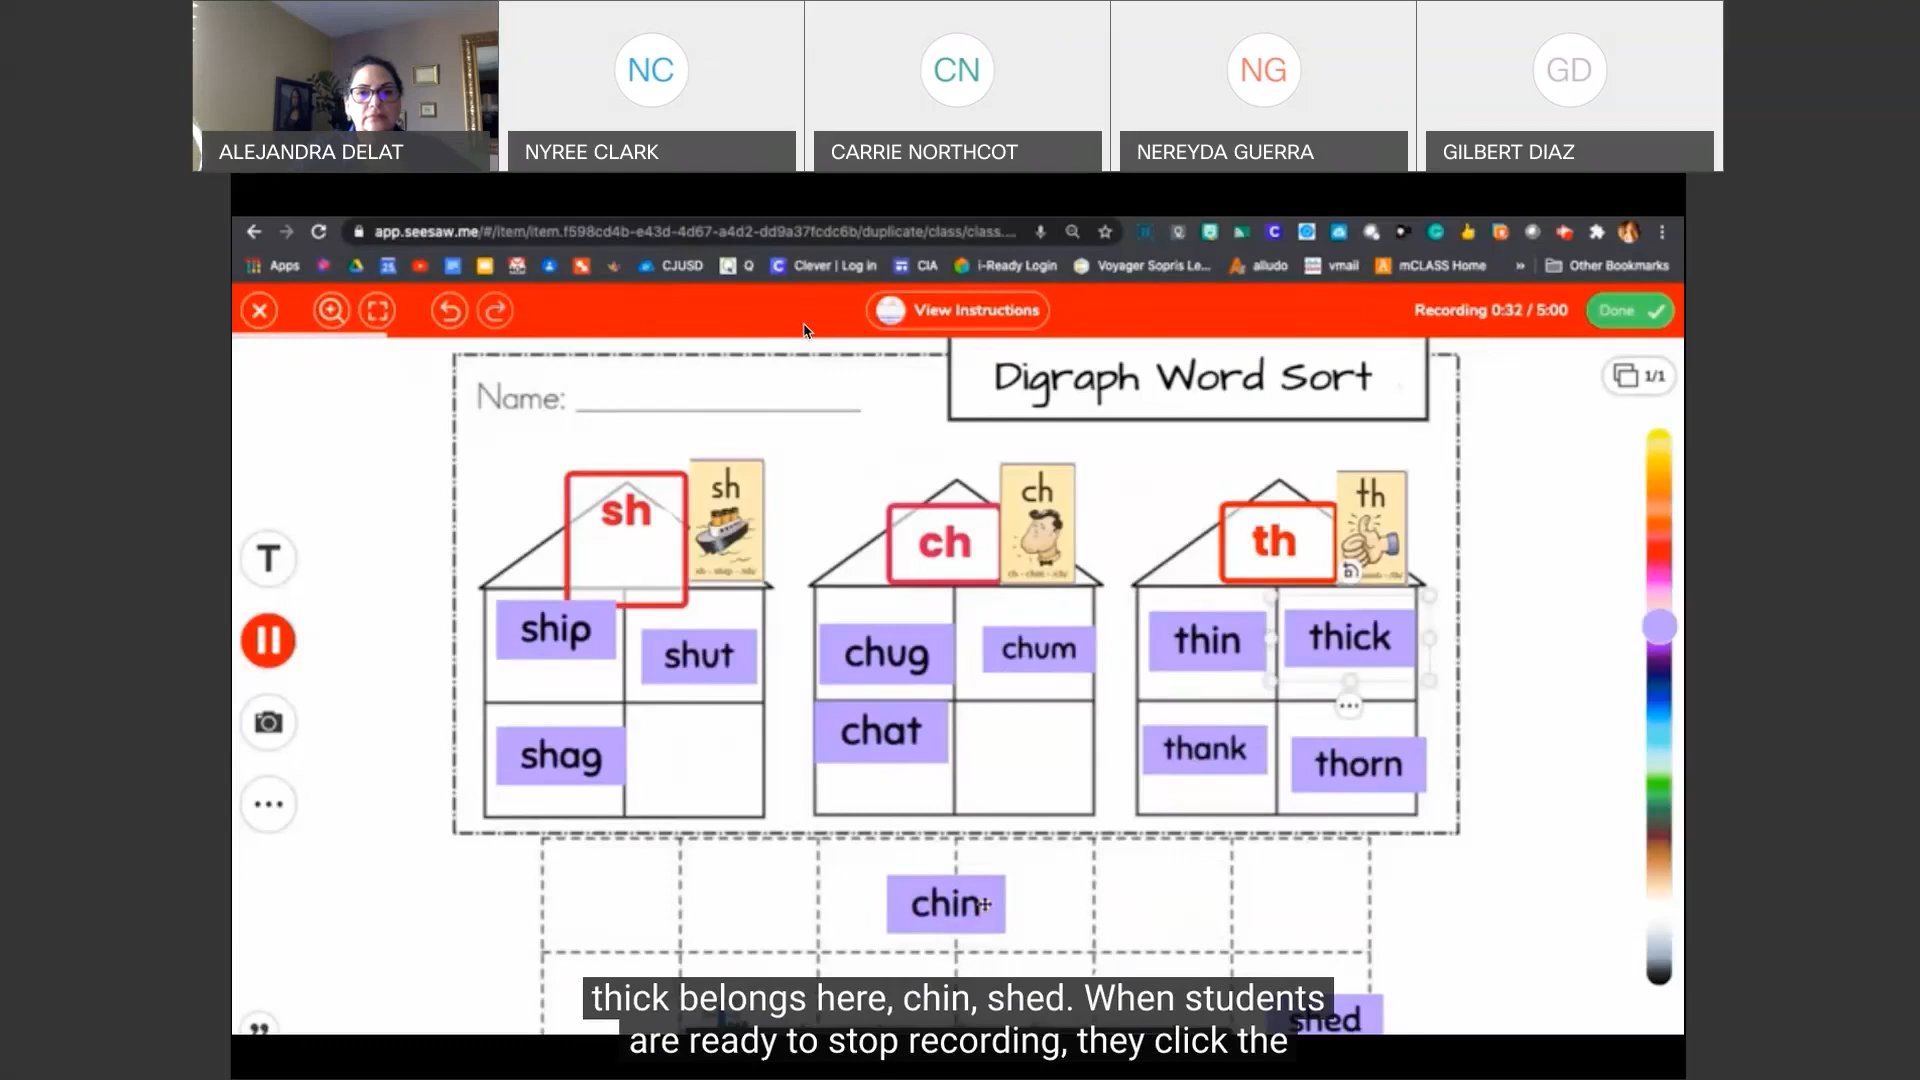 NC
CN
NG
GD
ALEJANDRA DELAT
NYREE CLARK
CARRIE NORTHCOT
NEREYDA GUERRA
GILBERT DIAZ
app.seesaw.me/#/item/item.f598cd4b-e43d-4d67-a4d2-dd9a37fcdc6b/duplicate/class/class....
Apps
CJUSD
Q
Clever | Log in
CIA
i-Ready Login
Voyager Sopris Le...
alludo
vmail
mCLASS Home
»
Other Bookmarks
View Instructions
Recording 0:32 / 5:00
Done
1/1
Name:
Digraph Word Sort
sh
sh
ch
ch
th
th
T
ship
shut
chug
chum
thin
thick
shag
chat
thank
thorn
chin
shed
thick belongs here, chin, shed. When students
are ready to stop recording, they click the